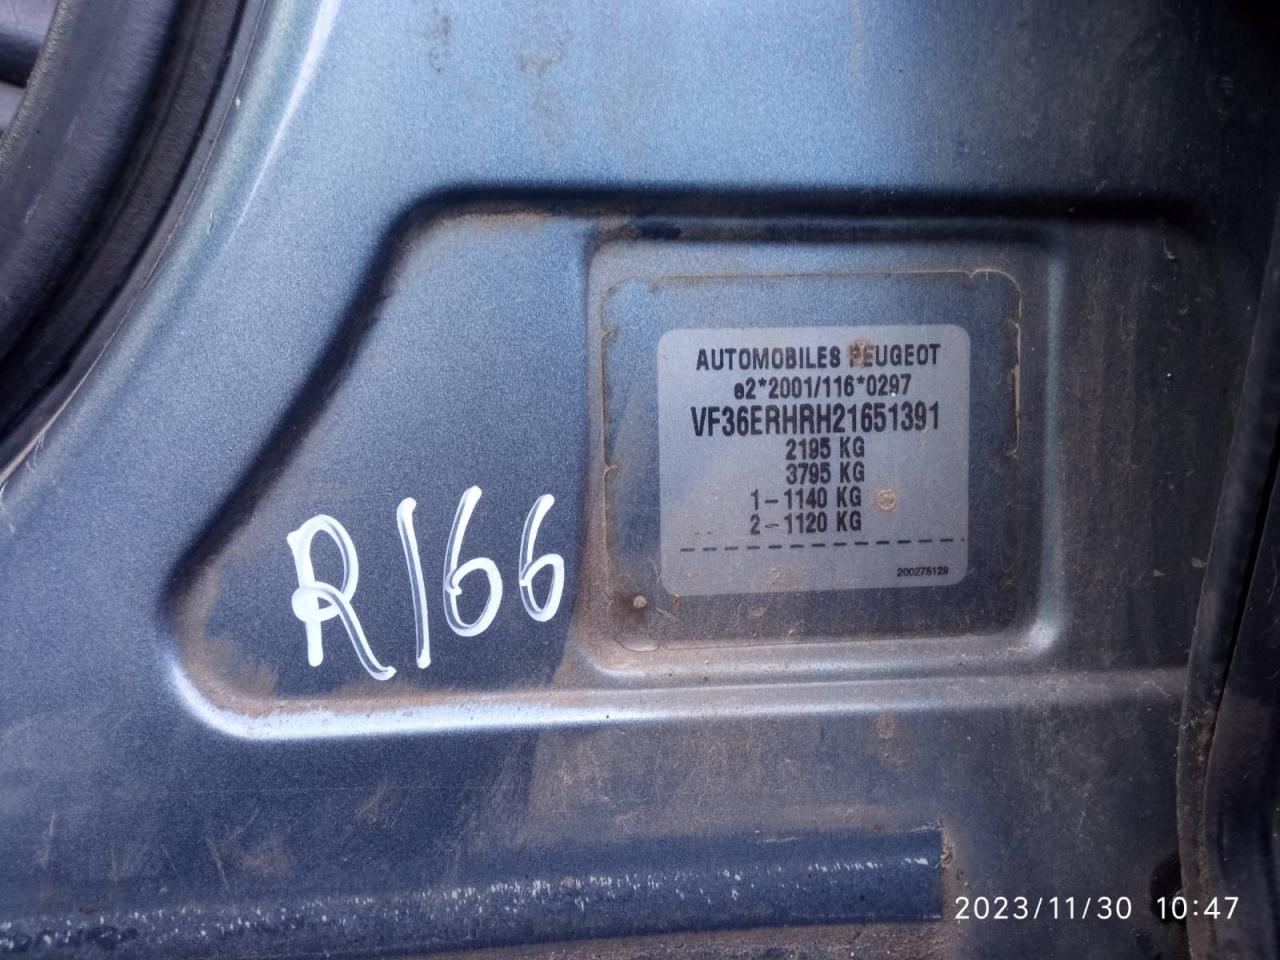 AUTOMOBILES PEUGEOT
e2*2001/116*0297
VF36ERHRH21651391
2195 KG
3795 KG
1-1140 KG
2-1120 KG
200275129
R166
2023/11/30 10:47